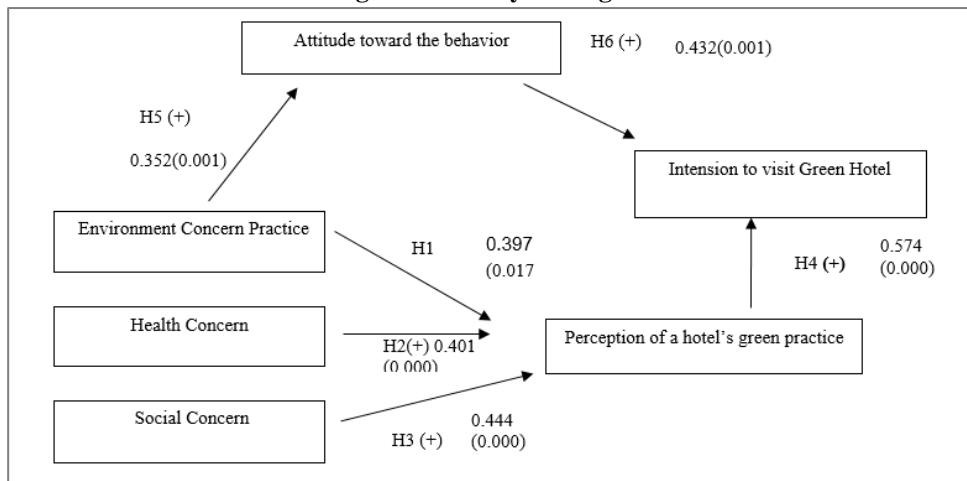 Attitude toward the behavior
H6 (+)
0.432(0.001)
H5 (+)
0.352(0.001)
Intension to visit Green Hotel
Environment Concern Practice
H1
0.397
(0.017
0.574
H4 (+)
(0.000)
Health Concern
H2(+) 0.401
(0.000)
Perception of a hotel’s green practice
Social Concern
0.444
H3 (+)
(0.000)